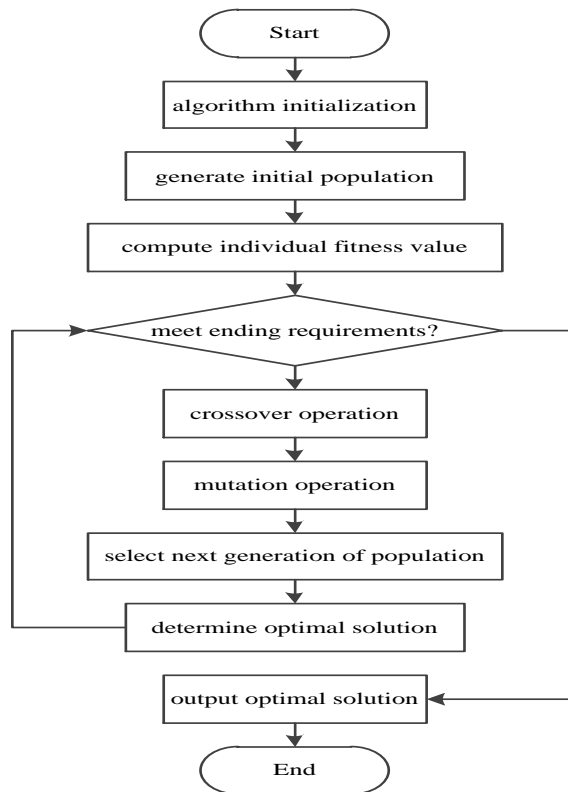 Start
algorithm initialization
generate initial population
compute individual fitness value
meet ending requirements?
crossover operation
mutation operation
select next generation of population
determine optimal solution
output optimal solution
End